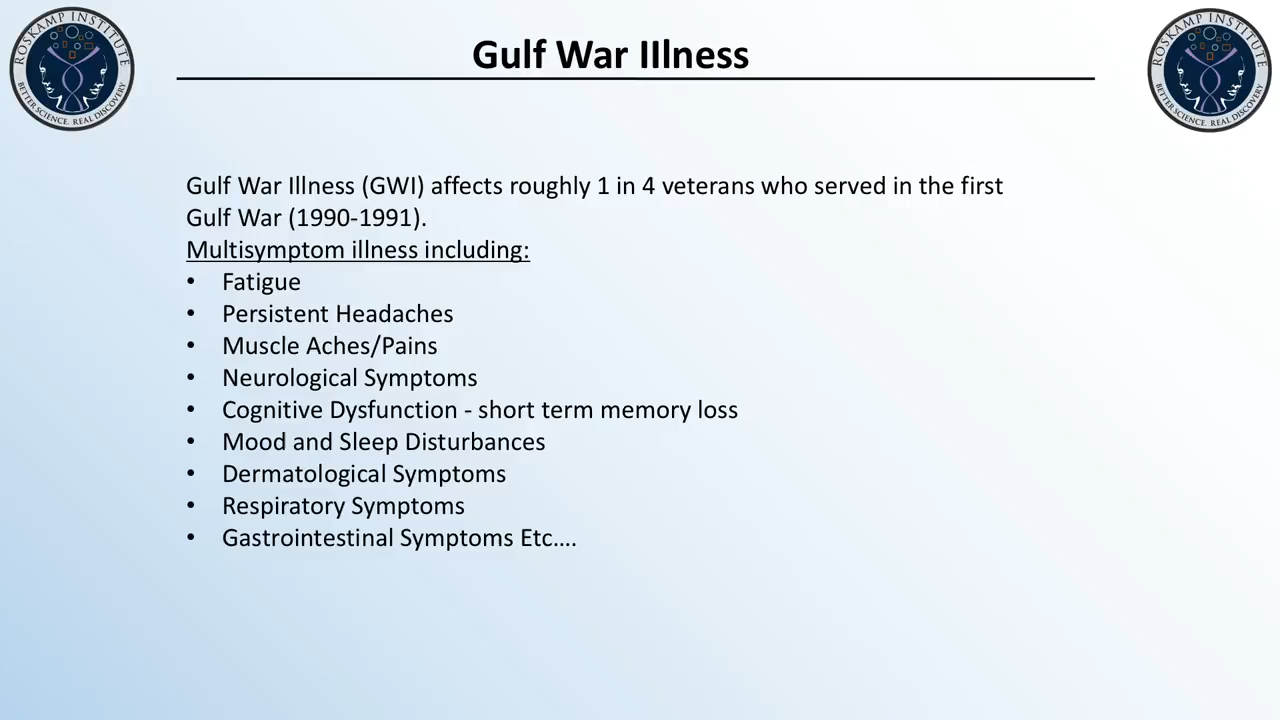 ROSKAMP INSTITUTE
BETTER SCIENCE. REAL DISCOVERY
Gulf War Illness
ROSKAMP INSTITUTE
BETTER SCIENCE. REAL DISCOVERY
Gulf War Illness (GWI) affects roughly 1 in 4 veterans who served in the first
Gulf War (1990-1991).
Multisymptom illness including:
• Fatigue
• Persistent Headaches
• Muscle Aches/Pains
• Neurological Symptoms
• Cognitive Dysfunction - short term memory loss
• Mood and Sleep Disturbances
• Dermatological Symptoms
• Respiratory Symptoms
• Gastrointestinal Symptoms Etc....